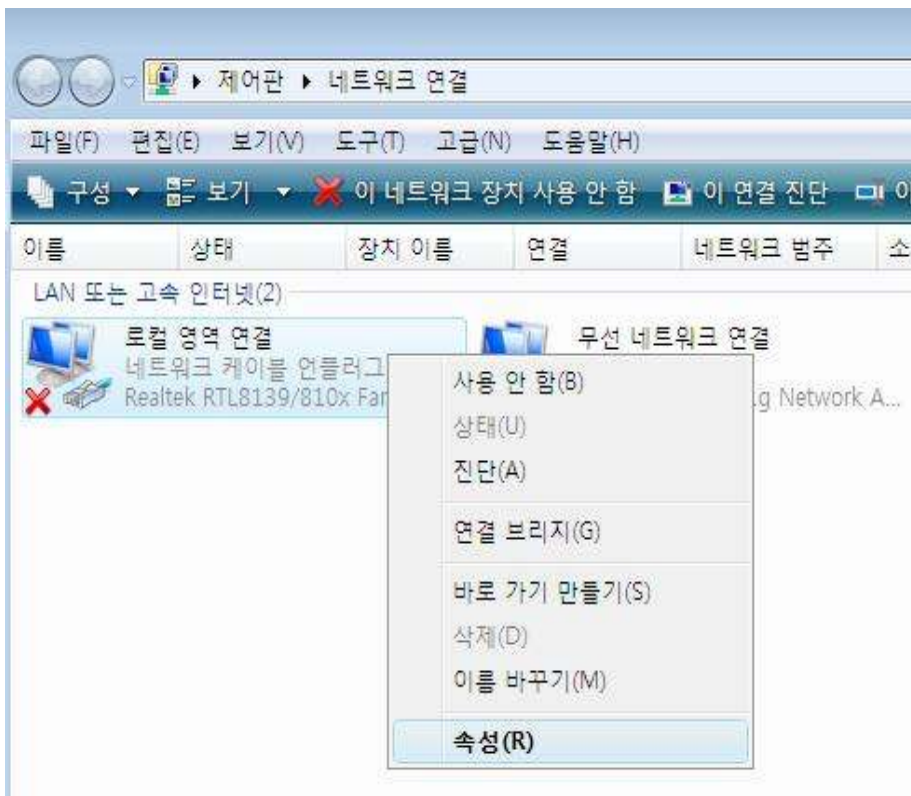 ▸ 제어판 ▸ 네트워크 연결
파일(F) 편집(E) 보기(V) 도구(T) 고급(N) 도움말(H)
구성 보기 이 네트워크 장치 사용 안 함 이 연결 진단 이
이름 상태 장치 이름 연결 네트워크 범주 소
LAN 또는 고속 인터넷(2)
로컬 영역 연결
네트워크 케이블 언플러그
Realtek RTL8139/810x Far
무선 네트워크 연결
.g Network A...
사용 안 함(B)
상태(U)
진단(A)
연결 브리지(G)
바로 가기 만들기(S)
삭제(D)
이름 바꾸기(M)
속성(R)